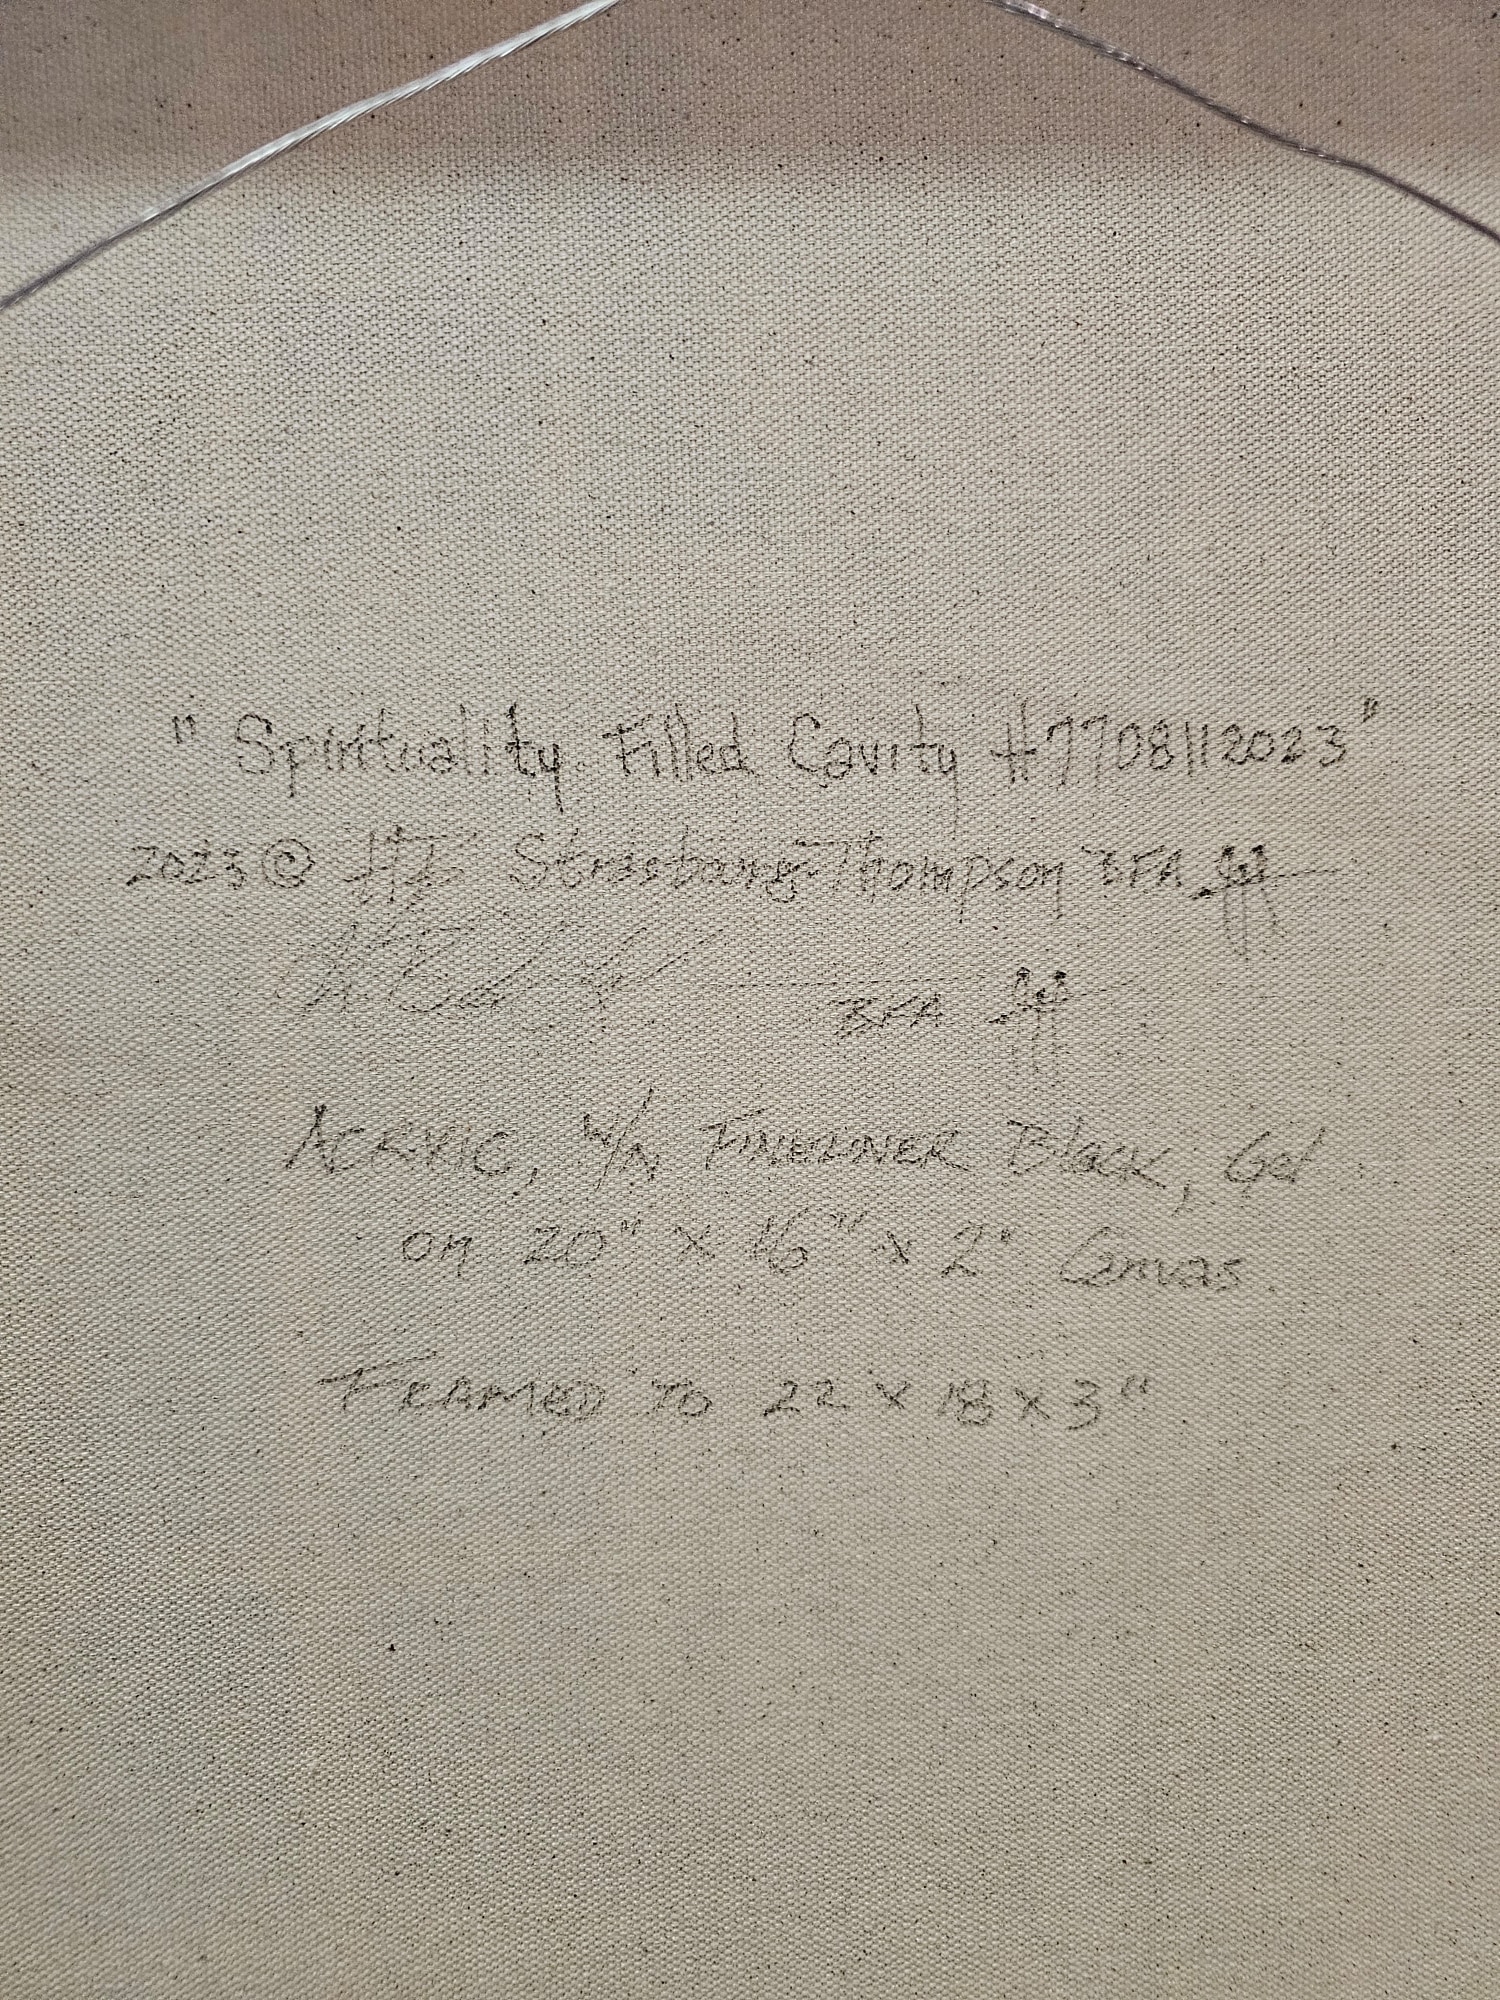 "Spirituality Filled Cavity #7708112023"
2023 © Strasbourg-Thompson BFA
BFA
ACRYLIC, W/A FINELINER Black, Gel
on 20" x 16" x 2" Canvas
FRAMED TO 22 x 18 x 3"